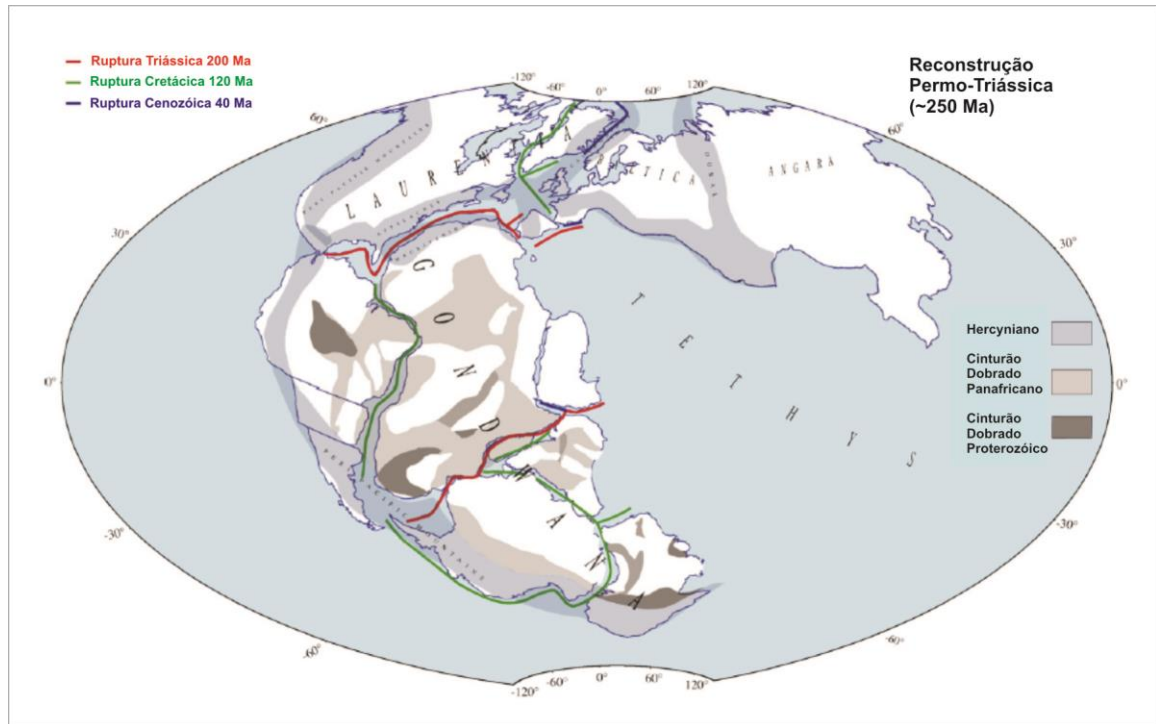 Ruptura Triássica 200 Ma
Ruptura Cretácica 120 Ma
Ruptura Cenozóica 40 Ma
Reconstrução
Permo-Triássica
(~250 Ma)
-120°
-60°
0°
60°
120°
60°
60°
LAURENTIA
BALTICA
ANGARA
30°
30°
GONDWANA
TETHYS
Hercyniano
Cinturão
Dobrado
Panafricano
Cinturão
Dobrado
Proterozóico
0°
0°
-30°
-30°
-60°
-60°
-120°
-60°
0°
60°
120°